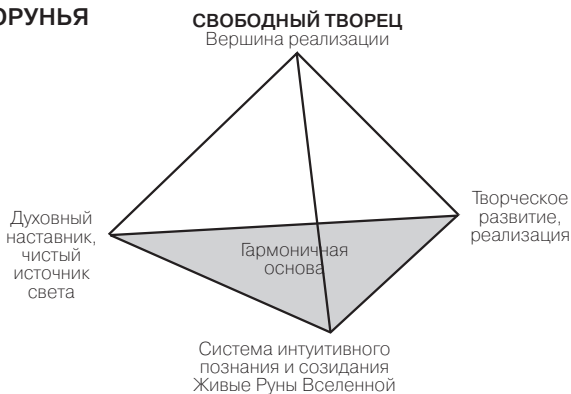 ОРУНЬЯ
СВОБОДНЫЙ ТВОРЕЦ
Вершина реализации
Духовный
наставник,
чистый
источник
света
Гармоничная
основа
Творческое
развитие,
реализация
Система интуитивного
познания и созидания
Живые Руны Вселенной